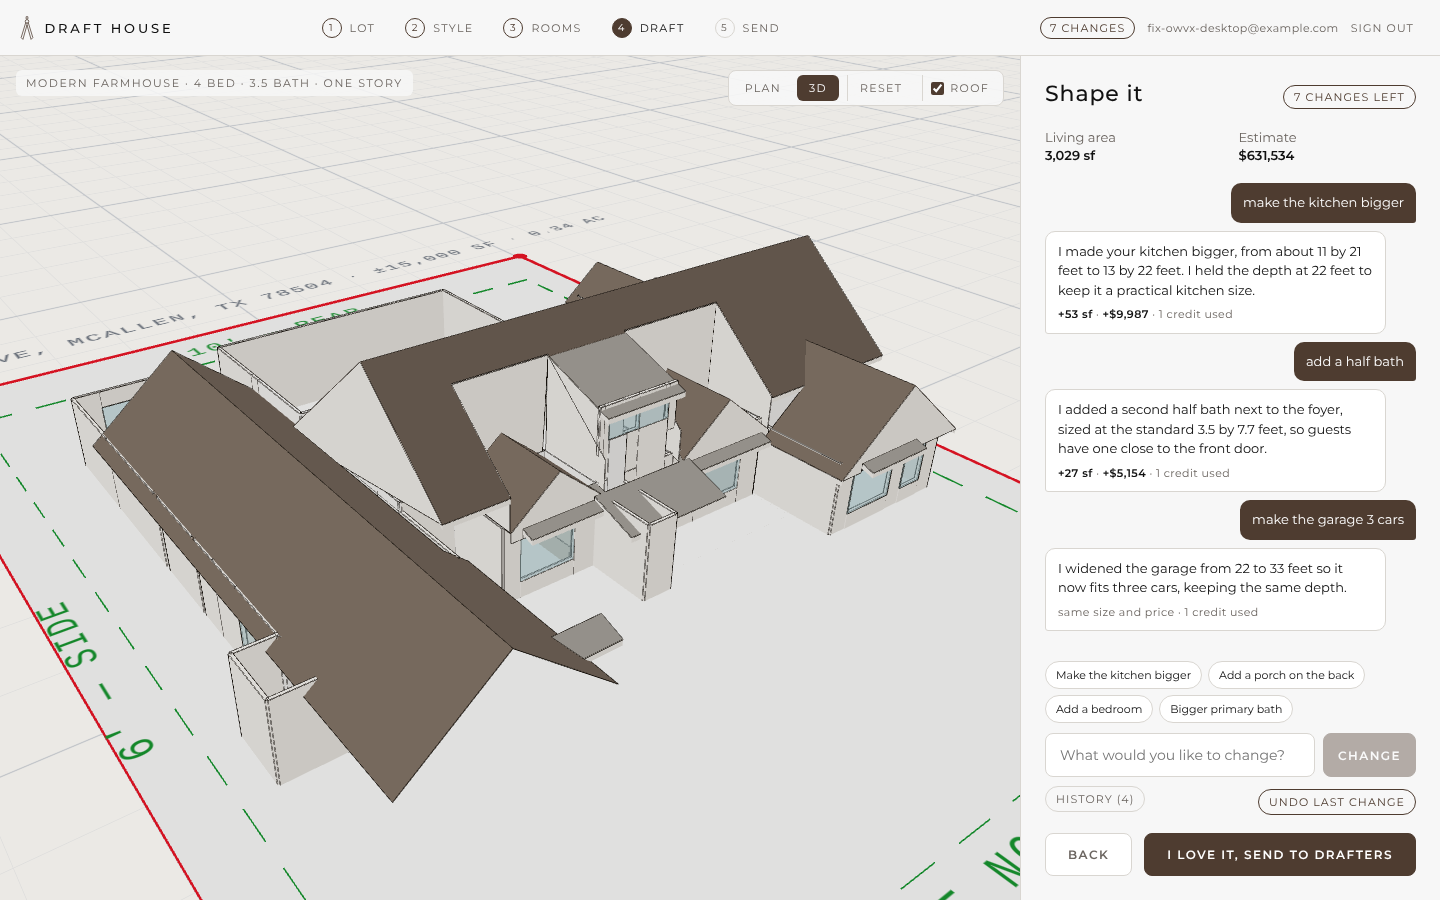 DRAFT HOUSE
1 LOT
2 STYLE
3 ROOMS
4 DRAFT
5 SEND
7 CHANGES
fix-owvx-desktop@example.com
SIGN OUT
MODERN FARMHOUSE · 4 BED · 3.5 BATH · ONE STORY
PLAN
3D
RESET
ROOF
VE, MCALLEN, TX 78504 · ±15,000 SF · 0.34 AC
10'
REAR
6' - SIDE
Shape it
7 CHANGES LEFT
Living area
3,029 sf
Estimate
$631,534
make the kitchen bigger
I made your kitchen bigger, from about 11 by 21
feet to 13 by 22 feet. I held the depth at 22 feet to
keep it a practical kitchen size.
+53 sf · +$9,987 · 1 credit used
add a half bath
I added a second half bath next to the foyer,
sized at the standard 3.5 by 7.7 feet, so guests
have one close to the front door.
+27 sf · +$5,154 · 1 credit used
make the garage 3 cars
I widened the garage from 22 to 33 feet so it
now fits three cars, keeping the same depth.
same size and price · 1 credit used
Make the kitchen bigger
Add a porch on the back
Add a bedroom
Bigger primary bath
What would you like to change?
CHANGE
HISTORY (4)
UNDO LAST CHANGE
BACK
I LOVE IT, SEND TO DRAFTERS